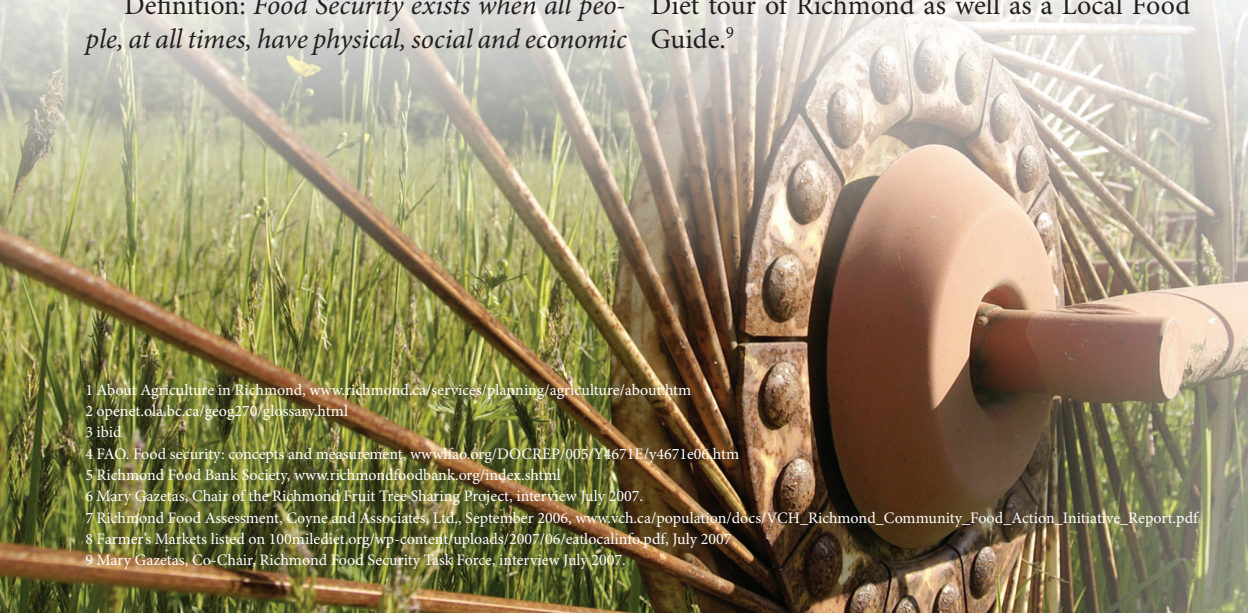 Definition: Food Security exists when all peo-
ple, at all times, have physical, social and economic
Diet tour of Richmond as well as a Local Food
Guide.9
1 About Agriculture in Richmond, www.richmond.ca/services/planning/agriculture/about.htm
2 openet.ola.bc.ca/geog270/glossary.html
3 ibid
4 FAO. Food security: concepts and measurement, www.fao.org/DOCREP/005/Y4671E/y4671e06.htm
5 Richmond Food Bank Society, www.richmondfoodbank.org/index.shtml
6 Mary Gazetas, Chair of the Richmond Fruit Tree Sharing Project, interview July 2007.
7 Richmond Food Assessment, Coyne and Associates, Ltd., September 2006, www.vch.ca/population/docs/VCH_Richmond_Community_Food_Action_Initiative_Report.pdf
8 Farmer's Markets listed on 100milediet.org/wp-content/uploads/2007/06/eatlocalinfo.pdf, July 2007
9 Mary Gazetas, Co-Chair, Richmond Food Security Task Force, interview July 2007.